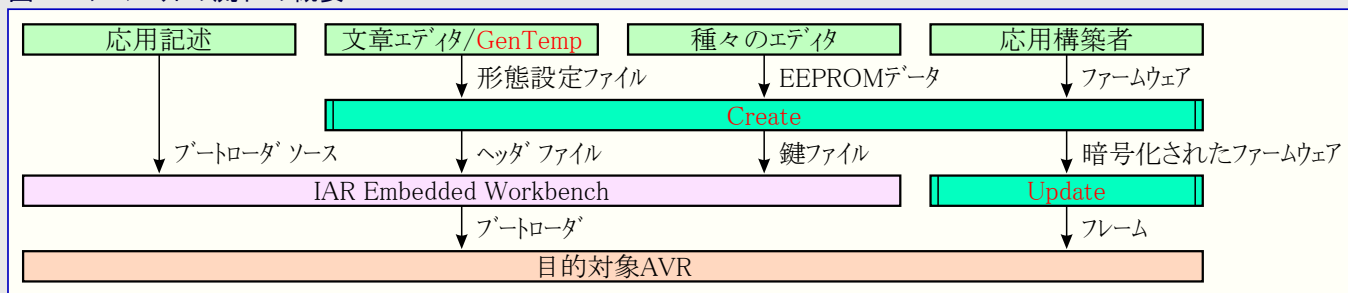 応用記述 文章エディタ/GenTemp 種々のエディタ 応用構築者
形態設定ファイル EEPROMデータ ファームウェア
Create
ブートローダ ソース ヘッダ ファイル 鍵ファイル 暗号化されたファームウェア
IAR Embedded Workbench Update
ブートローダ フレーム
目的対象AVR